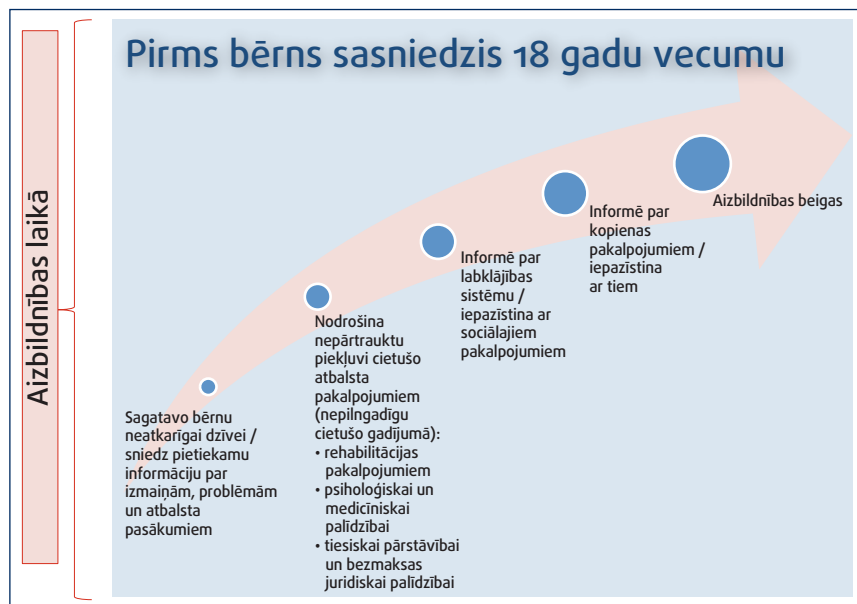 Pirms bērns sasniedzis 18 gadu vecumu
Aizbildnības laikā
Sagatavo bērnu
neatkarīgai dzīvei /
sniedz pietiekamu
informāciju par
izmaiņām, problēmām
un atbalsta
pasākumiem
Nodrošina
nepārtrauktu
piekļuvi cietušo
atbalsta
pakalpojumiem
(nepilngadīgu
cietušo gadījumā):
• rehabilitācijas
pakalpojumiem
• psiholoģiskai un
medicīniskai
palīdzībai
• tiesiskai pārstāvībai
un bezmaksas
juridiskai palīdzībai
Informē par
labklājības
sistēmu /
iepazīstina ar
sociālajiem
pakalpojumiem
Informē par
kopienas
pakalpojumiem /
iepazīstina
ar tiem
Aizbildnības beigas